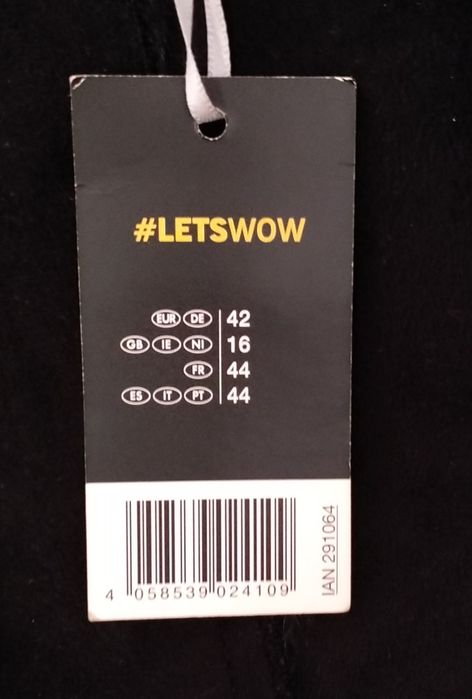 #LETSWOW
EUR DE 42
GB IE NI 16
FR 44
ES IT PT 44
4 058539 024109
IAN 291064